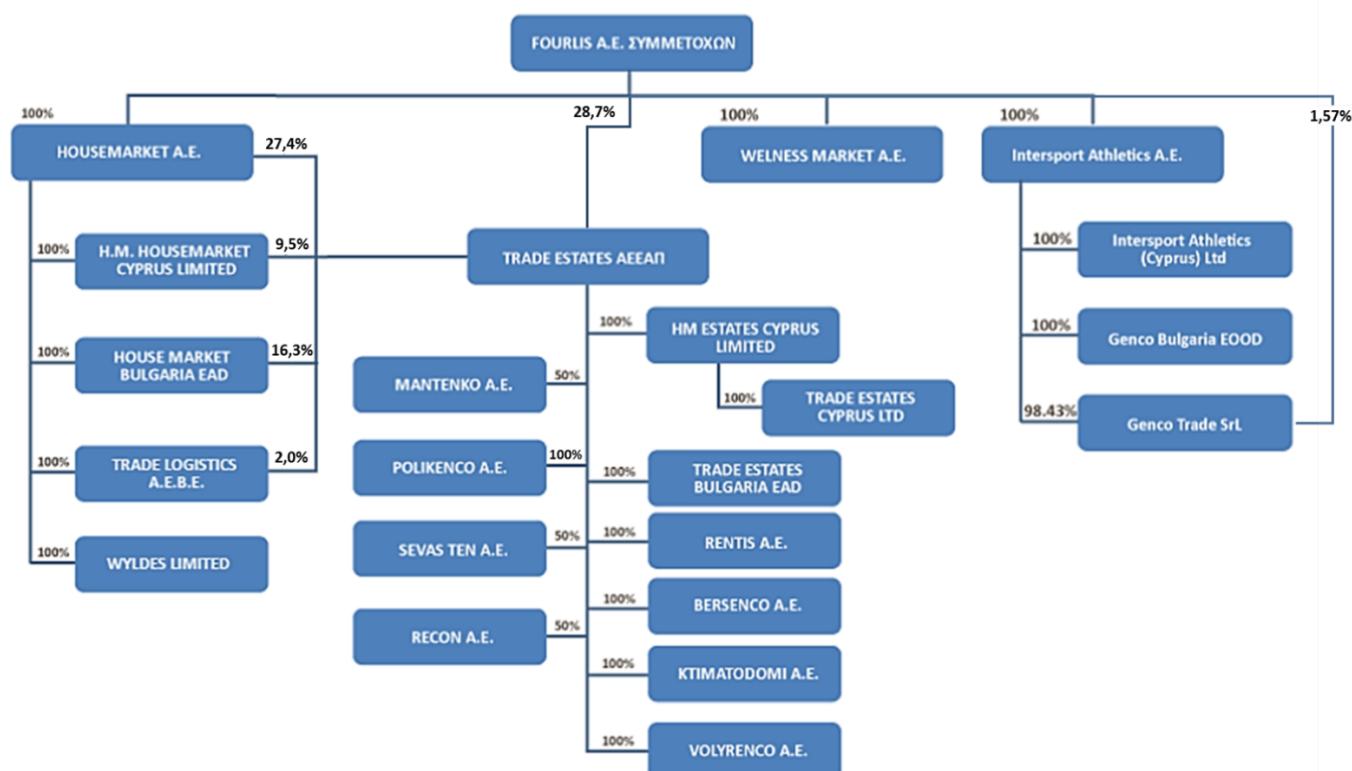 FOURLIS Α.Ε. ΣΥΜΜΕΤΟΧΩΝ
100%
28,7%
100%
100%
1,57%
HOUSEMARKET A.E.
27,4%
WELNESS MARKET A.E.
Intersport Athletics A.E.
100%
H.M. HOUSEMARKET
CYPRUS LIMITED
9,5%
TRADE ESTATES ΑΕΕΑΠ
100%
Intersport Athletics
(Cyprus) Ltd
100%
HOUSE MARKET
BULGARIA EAD
16,3%
100%
HM ESTATES CYPRUS
LIMITED
100%
Genco Bulgaria EOOD
MANTENKO A.E.
50%
100%
TRADE ESTATES
CYPRUS LTD
98.43%
Genco Trade SrL
100%
TRADE LOGISTICS
A.E.B.E.
2,0%
POLIKENCO A.E.
100%
100%
TRADE ESTATES
BULGARIA EAD
100%
WYLDES LIMITED
SEVAS TEN A.E.
50%
100%
RENTIS A.E.
100%
BERSENCO A.E.
RECON A.E.
50%
100%
KTIMATODOMI A.E.
100%
VOLYRENCO A.E.